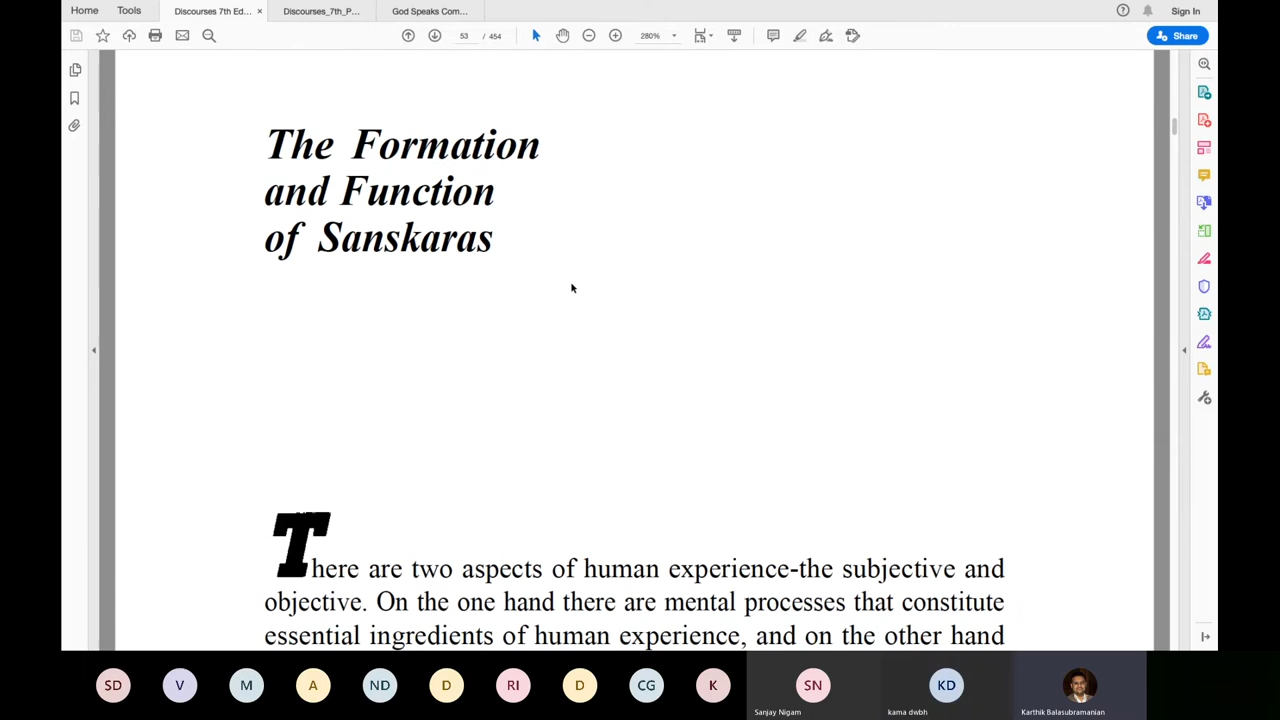 Home Tools Discourses 7th Ed... × Discourses_7th_P... God Speaks Com... Sign In
53 / 454 280% Share
The Formation
and Function
of Sanskaras
There are two aspects of human experience-the subjective and
objective. On the one hand there are mental processes that constitute
essential ingredients of human experience, and on the other hand
SD V M A ND D RI D CG K SN KD
Sanjay Nigam kama dwbh Karthik Balasubramanian